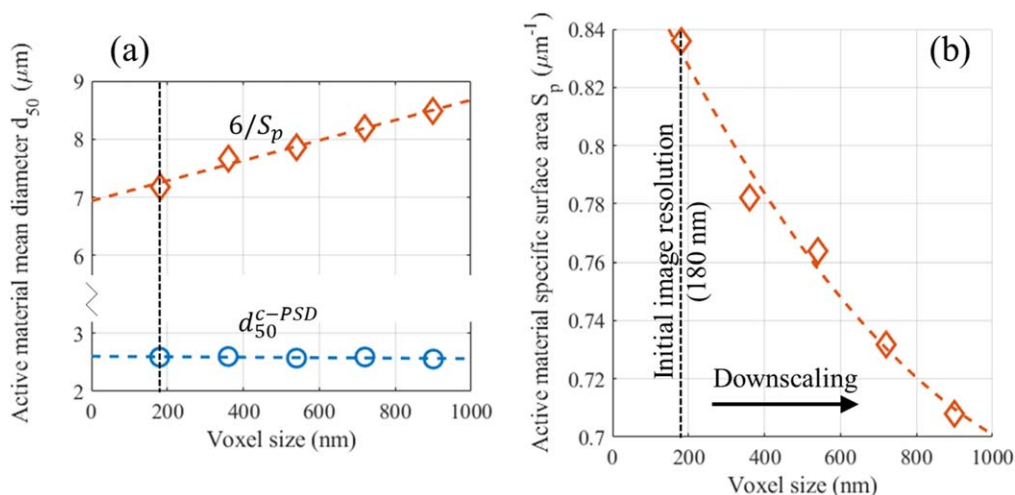 (a)
Active material mean diameter d50 (μm)
9
8
7
6
3
2
6/Sp
d50^c−PSD
0
200
400
600
800
1000
Voxel size (nm)
(b)
Active material specific surface area Sp (μm⁻¹)
0.84
0.82
0.8
0.78
0.76
0.74
0.72
0.7
Initial image resolution
(180 nm)
Downscaling
0
200
400
600
800
1000
Voxel size (nm)